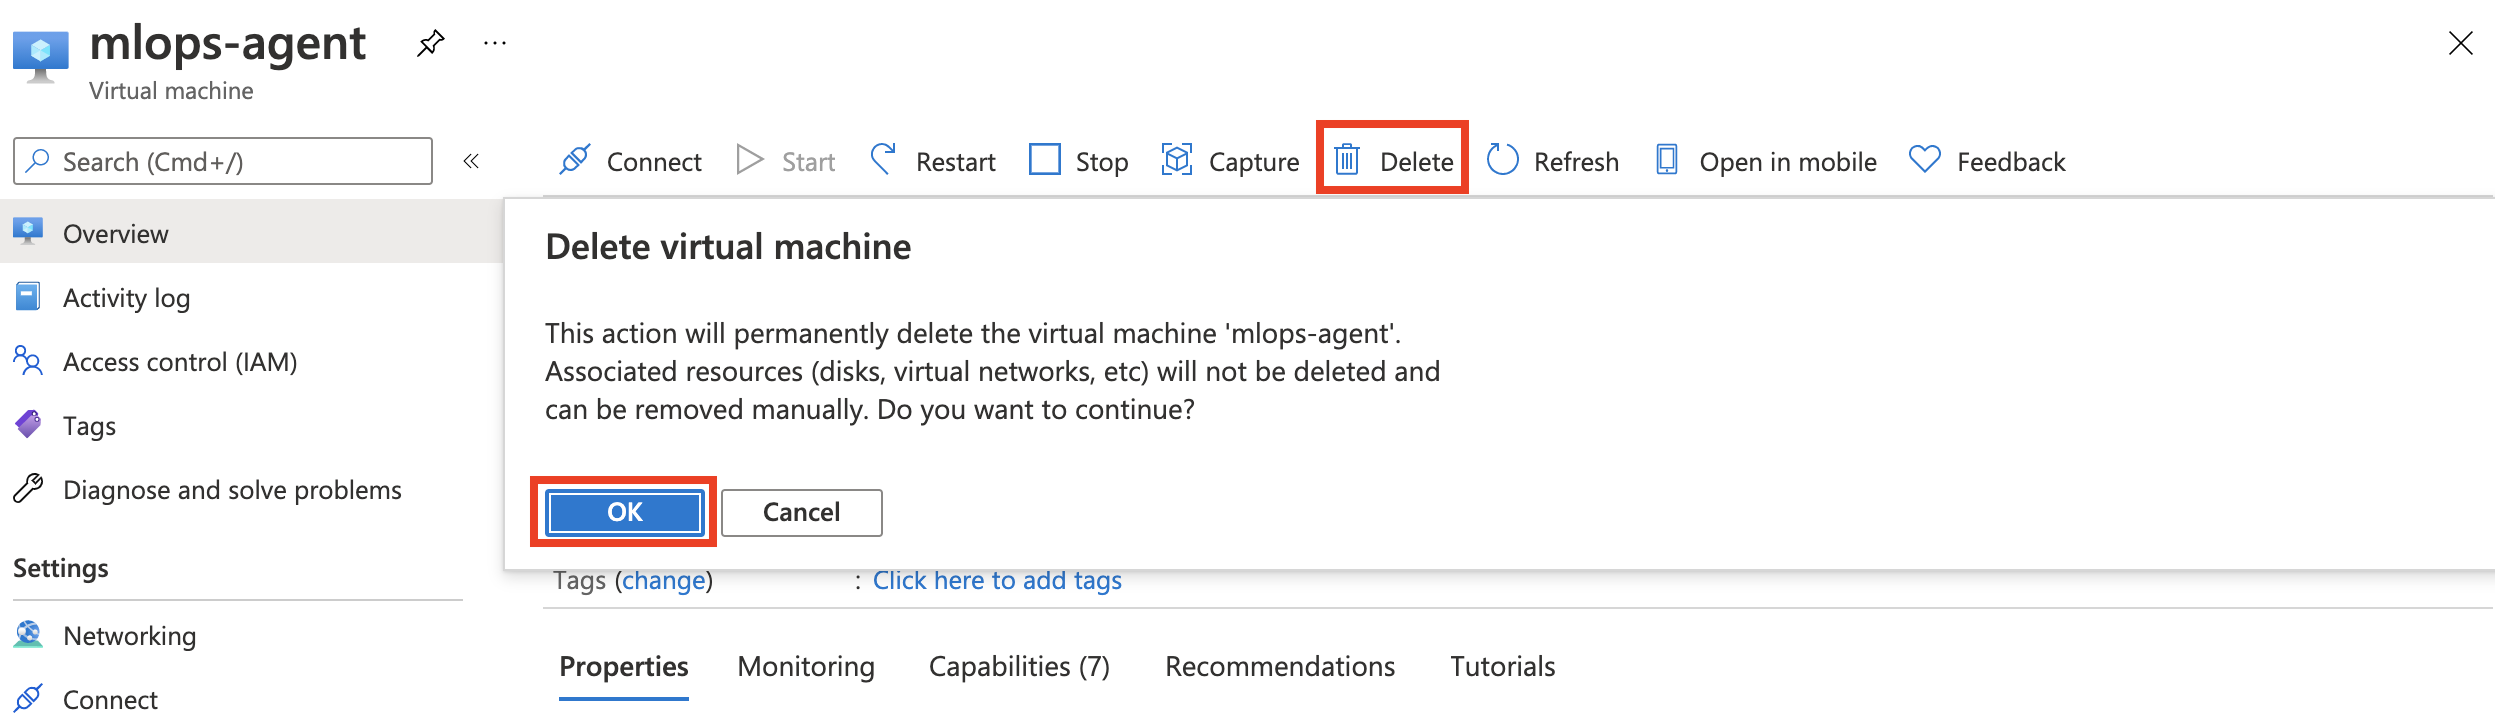 mlops-agent
Virtual machine
Search (Cmd+/)
Connect Start Restart Stop Capture Delete Refresh Open in mobile Feedback
Overview
Activity log
Access control (IAM)
Tags
Diagnose and solve problems
Settings
Networking
Connect
Delete virtual machine
This action will permanently delete the virtual machine 'mlops-agent'.
Associated resources (disks, virtual networks, etc) will not be deleted and
can be removed manually. Do you want to continue?
OK Cancel
Tags (change) : Click here to add tags
Properties Monitoring Capabilities (7) Recommendations Tutorials